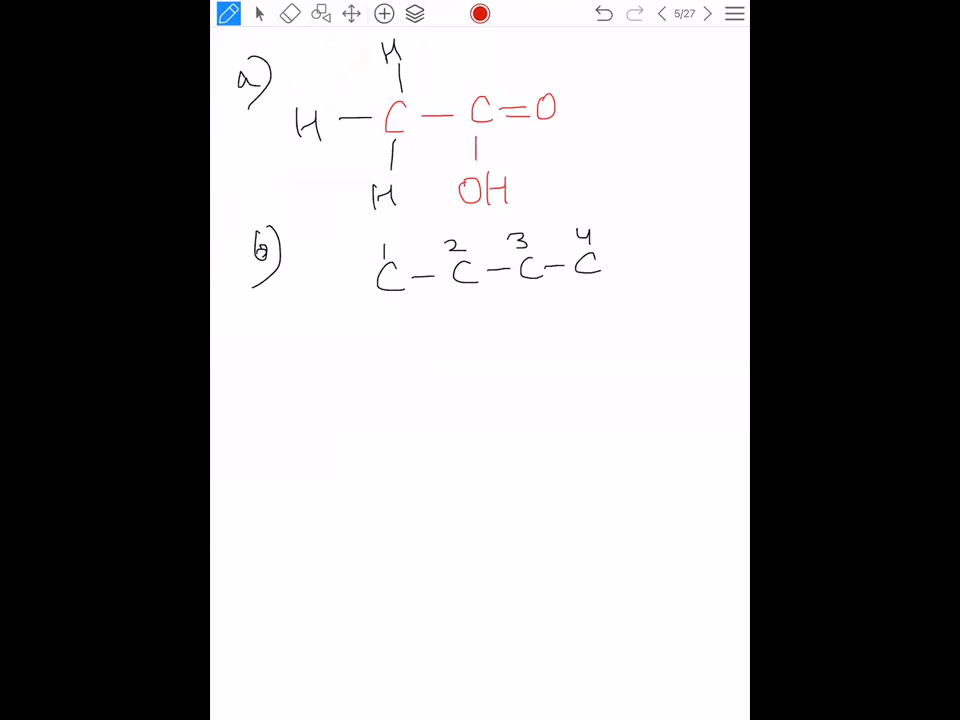 5/27
a)
H
H — C — C = O
H OH
b)
1 2 3 4
C — C — C — C